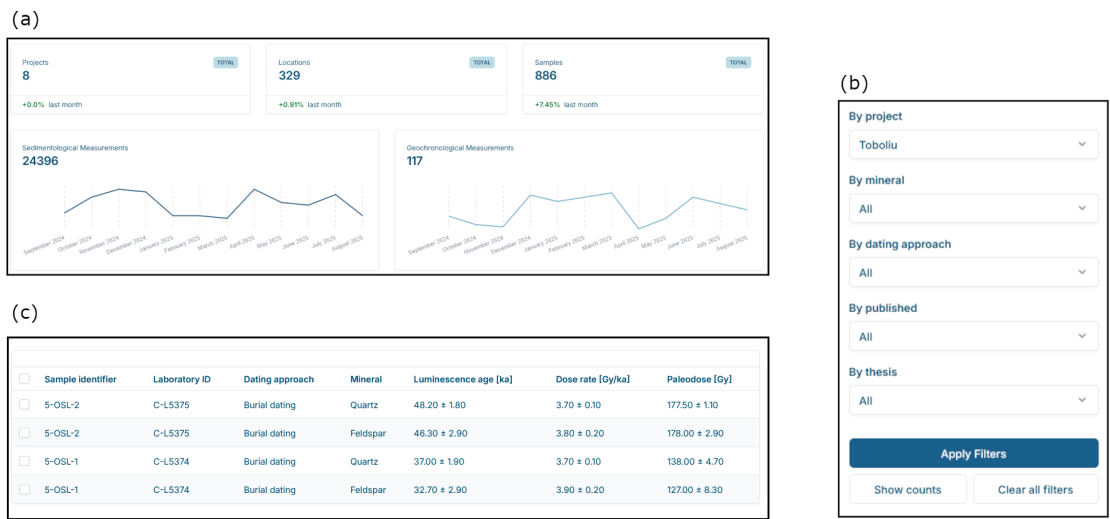 (a)
Projects TOTAL
8
+0.0% last month
Locations TOTAL
329
+0.91% last month
Samples TOTAL
886
+7.45% last month
Sedimentological Measurements
24396
September 2024 October 2024 November 2024 December 2024 January 2025 February 2025 March 2025 April 2025 May 2025 June 2025 July 2025 August 2025
Geochronological Measurements
117
September 2024 October 2024 November 2024 December 2024 January 2025 February 2025 March 2025 April 2025 May 2025 June 2025 July 2025 August 2025
(b)
By project
Toboliu
By mineral
All
By dating approach
All
By published
All
By thesis
All
Apply Filters
Show counts Clear all filters
(c)
Sample identifier Laboratory ID Dating approach Mineral Luminescence age [ka] Dose rate [Gy/ka] Paleodose [Gy]
5-OSL-2 C-L5375 Burial dating Quartz 48.20 ± 1.80 3.70 ± 0.10 177.50 ± 1.10
5-OSL-2 C-L5375 Burial dating Feldspar 46.30 ± 2.90 3.80 ± 0.20 178.00 ± 2.90
5-OSL-1 C-L5374 Burial dating Quartz 37.00 ± 1.90 3.70 ± 0.10 138.00 ± 4.70
5-OSL-1 C-L5374 Burial dating Feldspar 32.70 ± 2.90 3.90 ± 0.20 127.00 ± 8.30